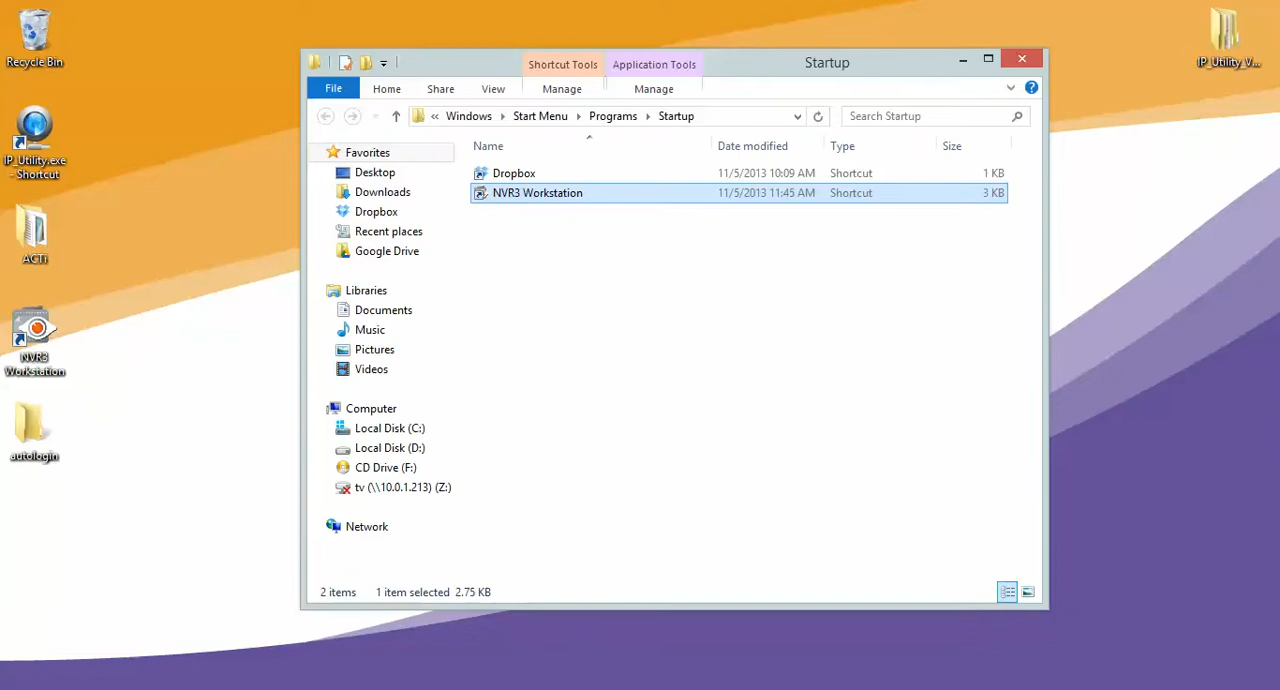 Recycle Bin
IP_Utility.exe
- Shortcut
ACTi
NVR3
Workstation
autologin
IP_Utility_V...
Shortcut Tools
Application Tools
Startup
File
Home
Share
View
Manage
Manage
«
Windows
Start Menu
Programs
Startup
Search Startup
Name
Date modified
Type
Size
Dropbox 11/5/2013 10:09 AM Shortcut 1 KB
NVR3 Workstation 11/5/2013 11:45 AM Shortcut 3 KB
Favorites
Desktop
Downloads
Dropbox
Recent places
Google Drive
Libraries
Documents
Music
Pictures
Videos
Computer
Local Disk (C:)
Local Disk (D:)
CD Drive (F:)
tv (\\10.0.1.213) (Z:)
Network
2 items
1 item selected 2.75 KB